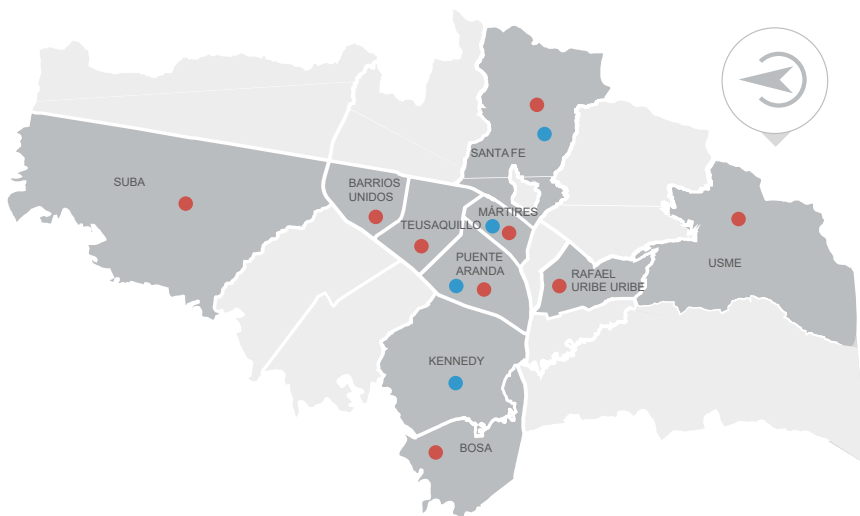 SANTA FE
SUBA
BARRIOS
UNIDOS
MÁRTIRES
TEUSAQUILLO
PUENTE
ARANDA
RAFAEL
URIBE URIBE
USME
KENNEDY
BOSA